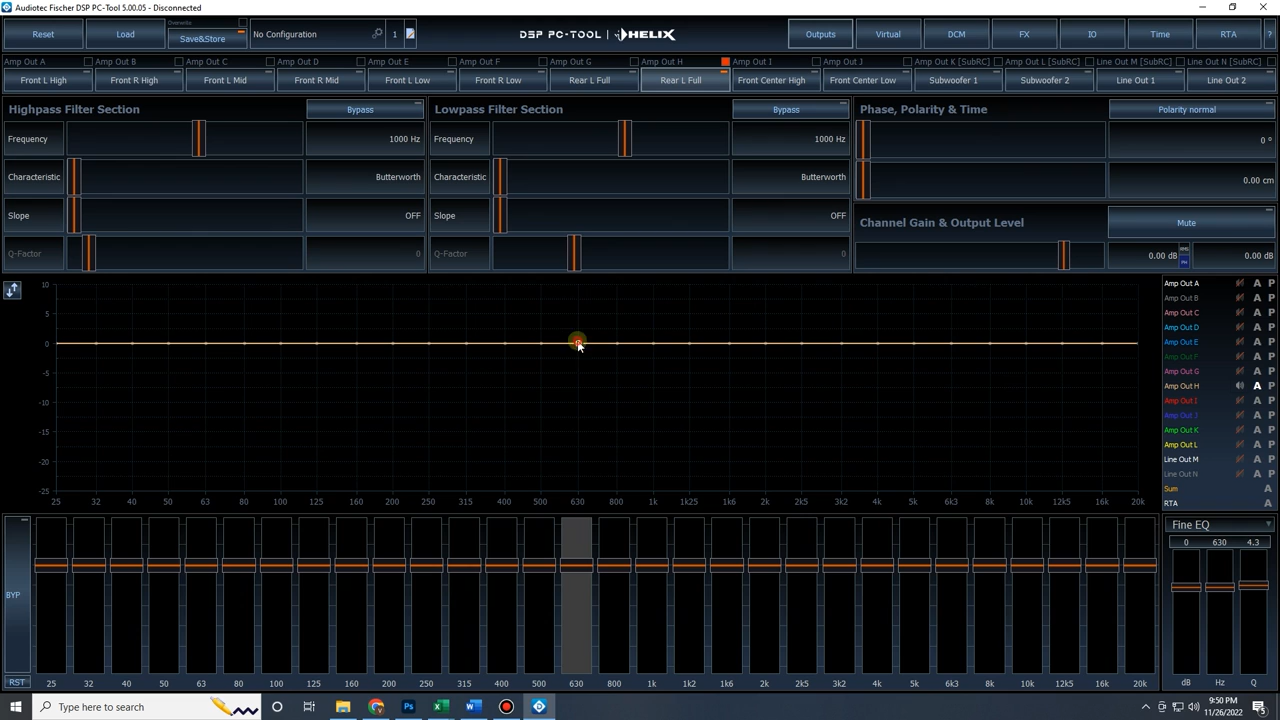 Audiotec Fischer DSP PC-Tool 5.00.05 - Disconnected
Reset Load Overwrite Save&Store No Configuration 1 DSP PC-TOOL | HELIX Outputs Virtual DCM FX IO Time RTA ?
Amp Out A Amp Out B Amp Out C Amp Out D Amp Out E Amp Out F Amp Out G Amp Out H Amp Out I Amp Out J Amp Out K [SubRC] Amp Out L [SubRC] Line Out M [SubRC] Line Out N [SubRC]
Front L High Front R High Front L Mid Front R Mid Front L Low Front R Low Rear L Full Rear L Full Front Center High Front Center Low Subwoofer 1 Subwoofer 2 Line Out 1 Line Out 2
Highpass Filter Section Bypass Lowpass Filter Section Bypass Phase, Polarity & Time Polarity normal
Frequency 1000 Hz Frequency 1000 Hz 0 °
Characteristic Butterworth Characteristic Butterworth 0.00 cm
Slope OFF Slope OFF Channel Gain & Output Level Mute
Q-Factor 0 Q-Factor 0 0.00 dB RMS PK 0.00 dB
10
5
0
-5
-10
-15
-20
-25
25 32 40 50 63 80 100 125 160 200 250 315 400 500 630 800 1k 1k25 1k6 2k 2k5 3k2 4k 5k 6k3 8k 10k 12k5 16k 20k
Amp Out A A P
Amp Out B A P
Amp Out C A P
Amp Out D A P
Amp Out E A P
Amp Out F A P
Amp Out G A P
Amp Out H A P
Amp Out I A P
Amp Out J A P
Amp Out K A P
Amp Out L A P
Line Out M A P
Line Out N A P
Sum A
RTA A
BYP
RST
25 32 40 50 63 80 100 125 160 200 250 315 400 500 630 800 1k 1k2 1k6 2k 2k5 3k2 4k 5k 6k3 8k 10k 12k 16k 20k
Fine EQ
0 630 4.3
dB Hz Q
Type here to search
9:50 PM
11/26/2022
5